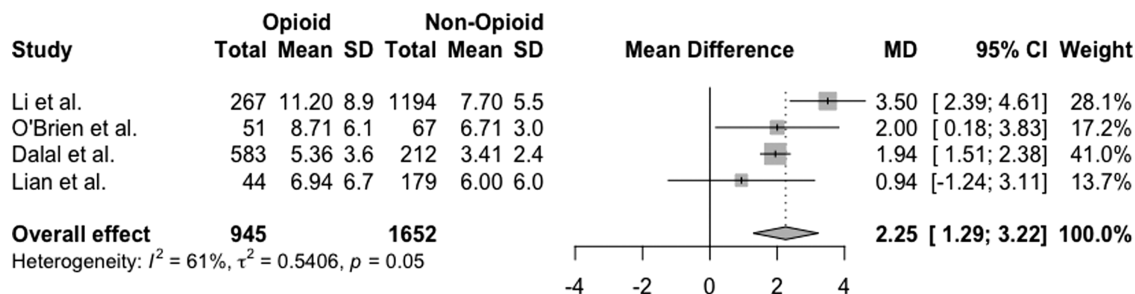 Opioid Non-Opioid
Study Total Mean SD Total Mean SD Mean Difference MD 95% CI Weight
Li et al. 267 11.20 8.9 1194 7.70 5.5 3.50 [ 2.39; 4.61] 28.1%
O'Brien et al. 51 8.71 6.1 67 6.71 3.0 2.00 [ 0.18; 3.83] 17.2%
Dalal et al. 583 5.36 3.6 212 3.41 2.4 1.94 [ 1.51; 2.38] 41.0%
Lian et al. 44 6.94 6.7 179 6.00 6.0 0.94 [-1.24; 3.11] 13.7%
Overall effect 945 1652 2.25 [ 1.29; 3.22] 100.0%
Heterogeneity: I² = 61%, τ² = 0.5406, p = 0.05
-4 -2 0 2 4